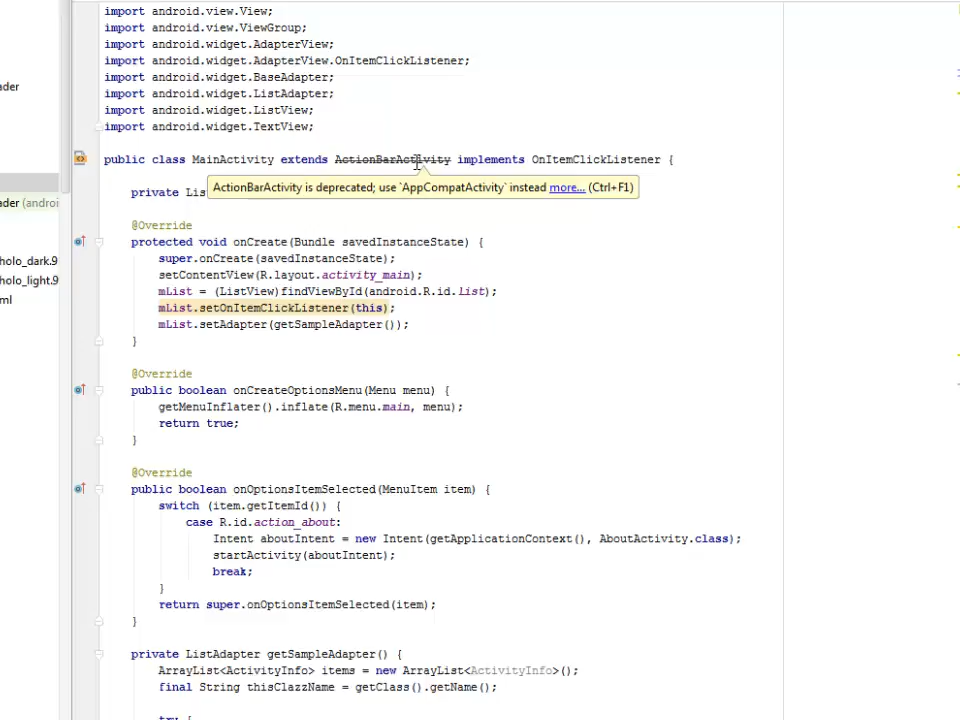 import android.view.View;
import android.view.ViewGroup;
import android.widget.AdapterView;
import android.widget.AdapterView.OnItemClickListener;
import android.widget.BaseAdapter;
ader
import android.widget.ListAdapter;
import android.widget.ListView;
import android.widget.TextView;
public class MainActivity extends ActionBarActivity implements OnItemClickListener {
ActionBarActivity is deprecated; use `AppCompatActivity` instead more... (Ctrl+F1)
private Lis
ader (androi
@Override
protected void onCreate(Bundle savedInstanceState) {
super.onCreate(savedInstanceState);
holo_dark.9
setContentView(R.layout.activity_main);
holo_light.9
mList = (ListView)findViewById(android.R.id.list);
ml
mList.setOnItemClickListener(this);
mList.setAdapter(getSampleAdapter());
}
@Override
public boolean onCreateOptionsMenu(Menu menu) {
getMenuInflater().inflate(R.menu.main, menu);
return true;
}
@Override
public boolean onOptionsItemSelected(MenuItem item) {
switch (item.getItemId()) {
case R.id.action_about:
Intent aboutIntent = new Intent(getApplicationContext(), AboutActivity.class);
startActivity(aboutIntent);
break;
}
return super.onOptionsItemSelected(item);
}
private ListAdapter getSampleAdapter() {
ArrayList<ActivityInfo> items = new ArrayList<ActivityInfo>();
final String thisClazzName = getClass().getName();
try {